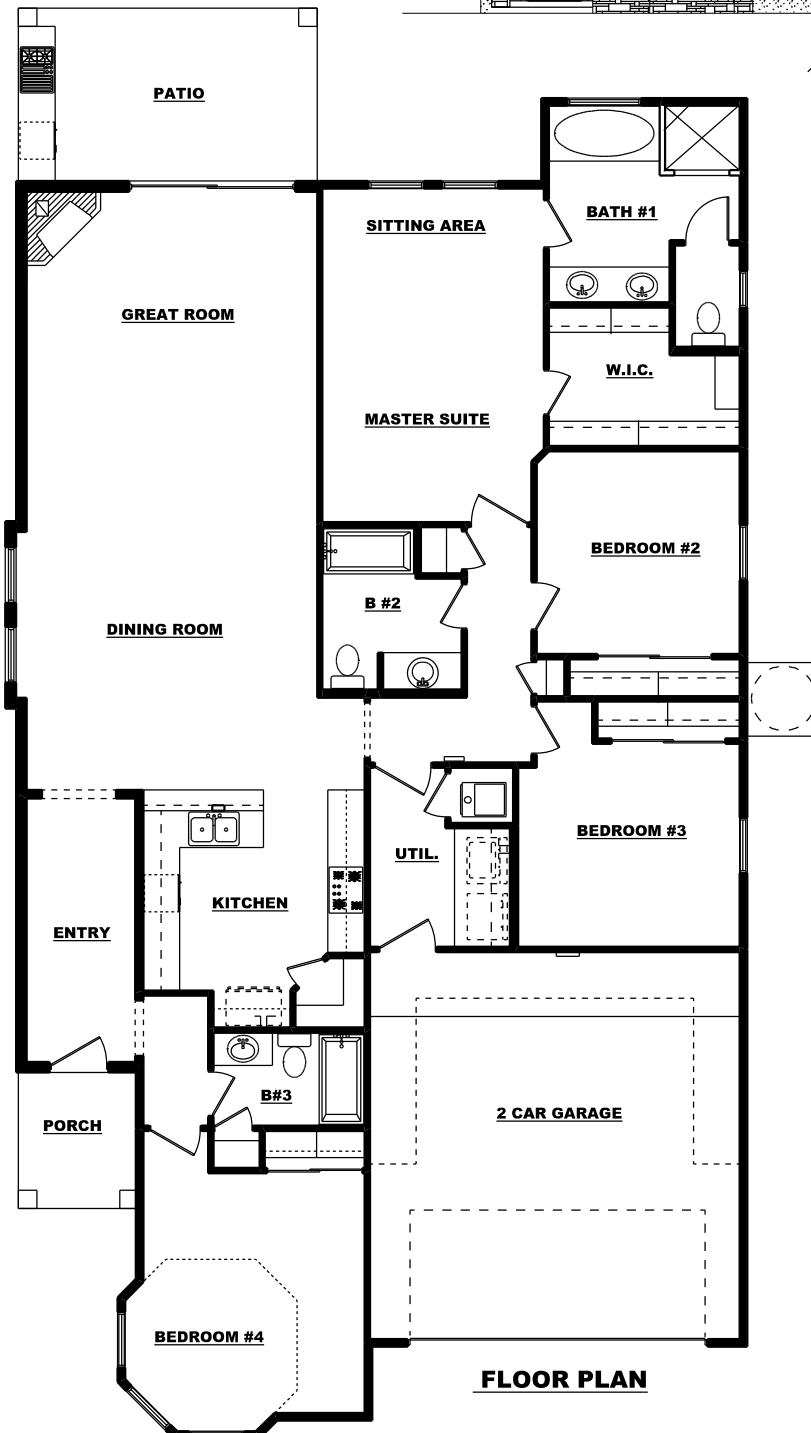 PATIO
BATH #1
SITTING AREA
GREAT ROOM
W.I.C.
MASTER SUITE
BEDROOM #2
B #2
DINING ROOM
BEDROOM #3
UTIL.
KITCHEN
ENTRY
B#3
2 CAR GARAGE
PORCH
BEDROOM #4
FLOOR PLAN